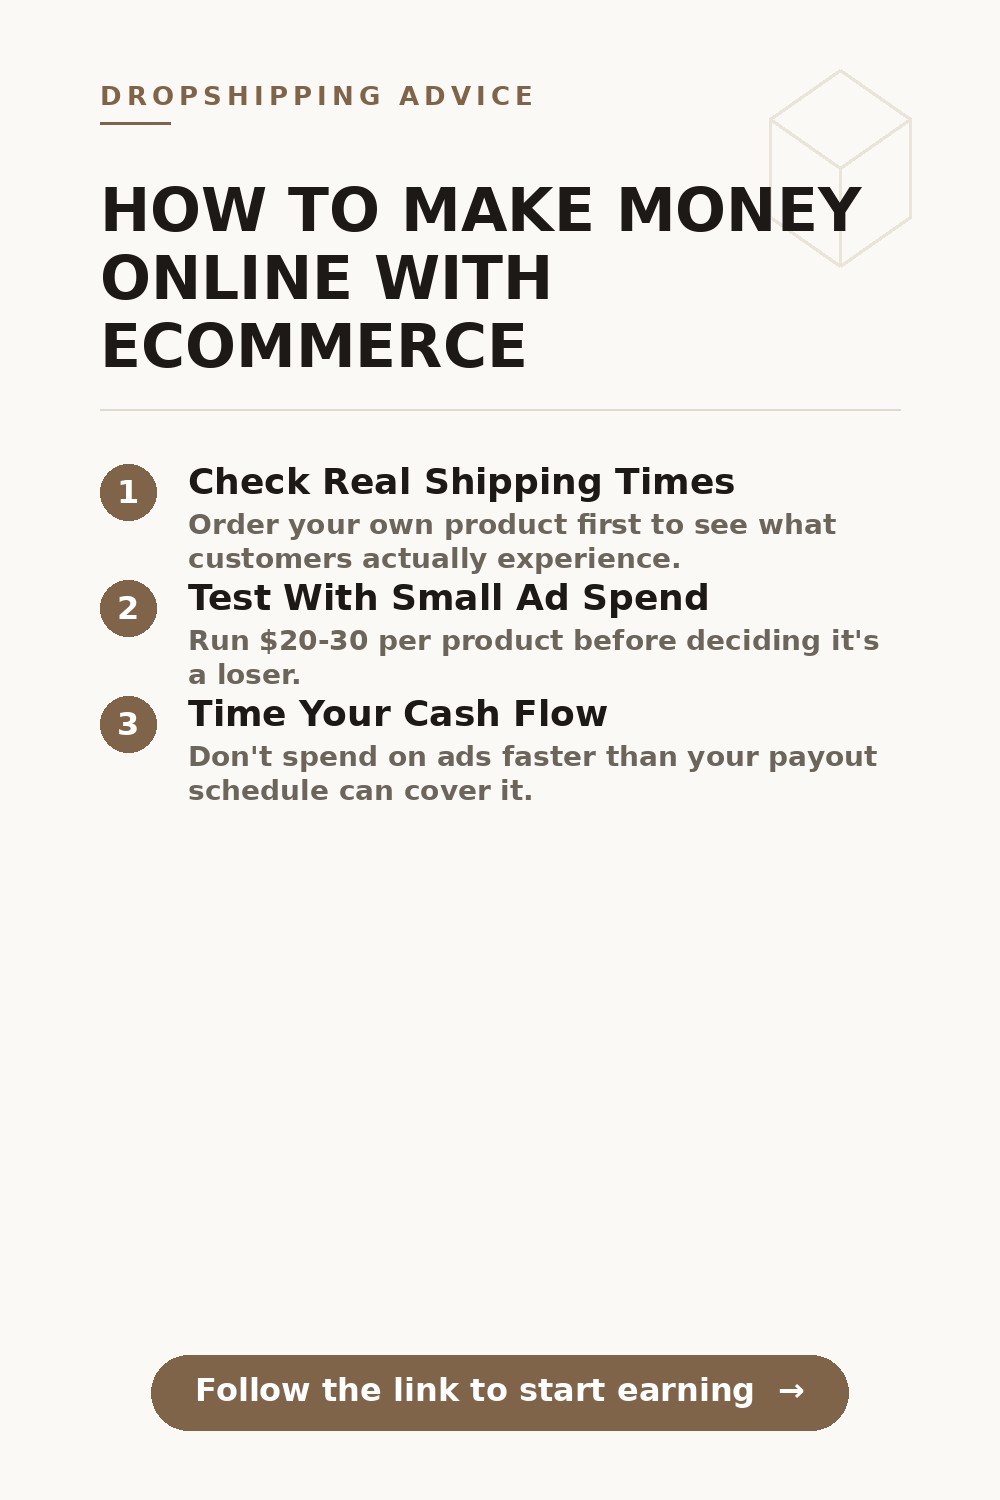 DROPSHIPPING ADVICE
HOW TO MAKE MONEY
ONLINE WITH
ECOMMERCE
1 Check Real Shipping Times
Order your own product first to see what
customers actually experience.
2 Test With Small Ad Spend
Run $20-30 per product before deciding it's
a loser.
3 Time Your Cash Flow
Don't spend on ads faster than your payout
schedule can cover it.
Follow the link to start earning →